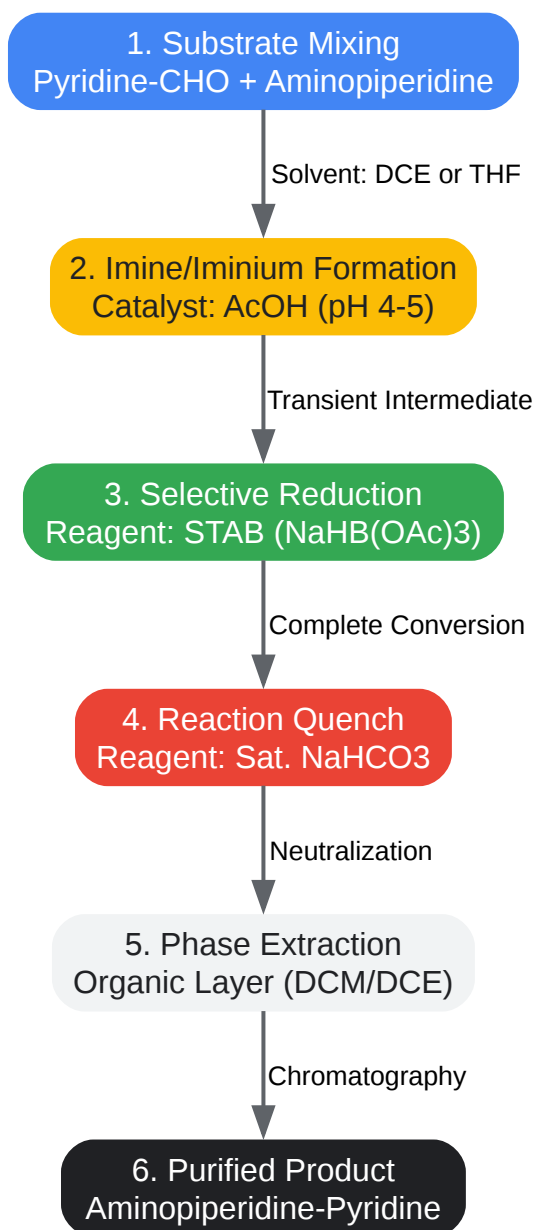 1. Substrate Mixing
Pyridine-CHO + Aminopiperidine
Solvent: DCE or THF
2. Imine/Iminium Formation
Catalyst: AcOH (pH 4-5)
Transient Intermediate
3. Selective Reduction
Reagent: STAB (NaHB(OAc)3)
Complete Conversion
4. Reaction Quench
Reagent: Sat. NaHCO3
Neutralization
5. Phase Extraction
Organic Layer (DCM/DCE)
Chromatography
6. Purified Product
Aminopiperidine-Pyridine